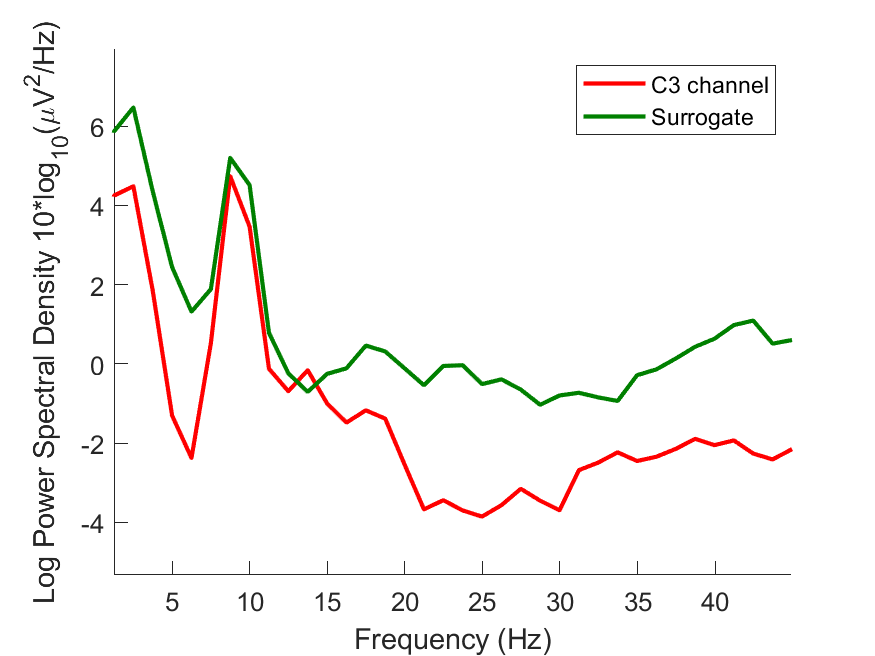 Log Power Spectral Density 10*log10(μV2/Hz)
C3 channel
Surrogate
6
4
2
0
-2
-4
5 10 15 20 25 30 35 40
Frequency (Hz)